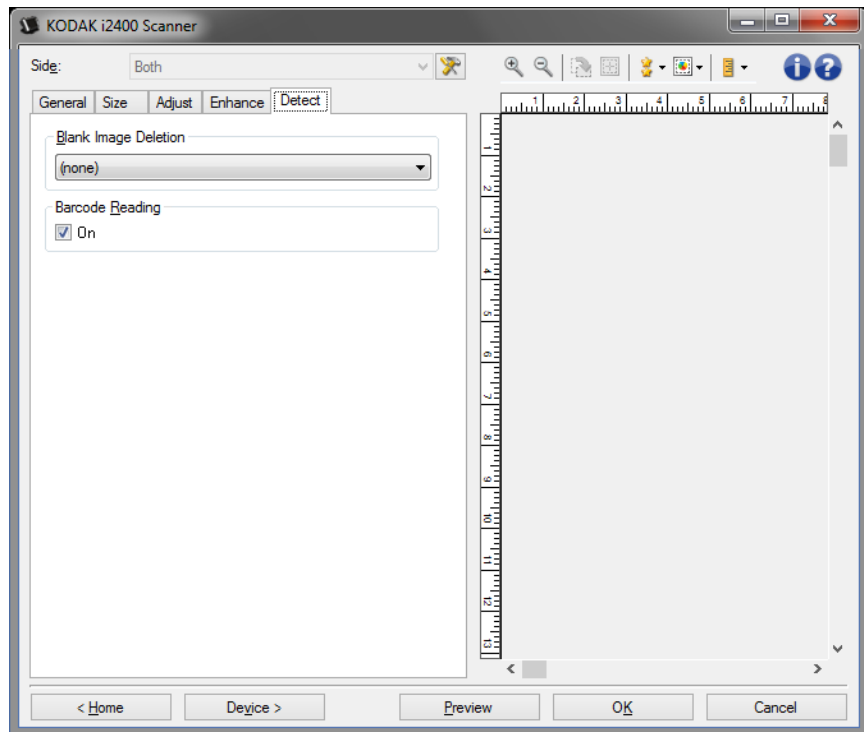 KODAK i2400 Scanner
Side: Both
General Size Adjust Enhance Detect
Blank Image Deletion
(none)
Barcode Reading
On
1 2 3 4 5 6 7 8
1
2
3
4
5
6
7
8
9
10
11
12
13
< Home Device > Preview OK Cancel